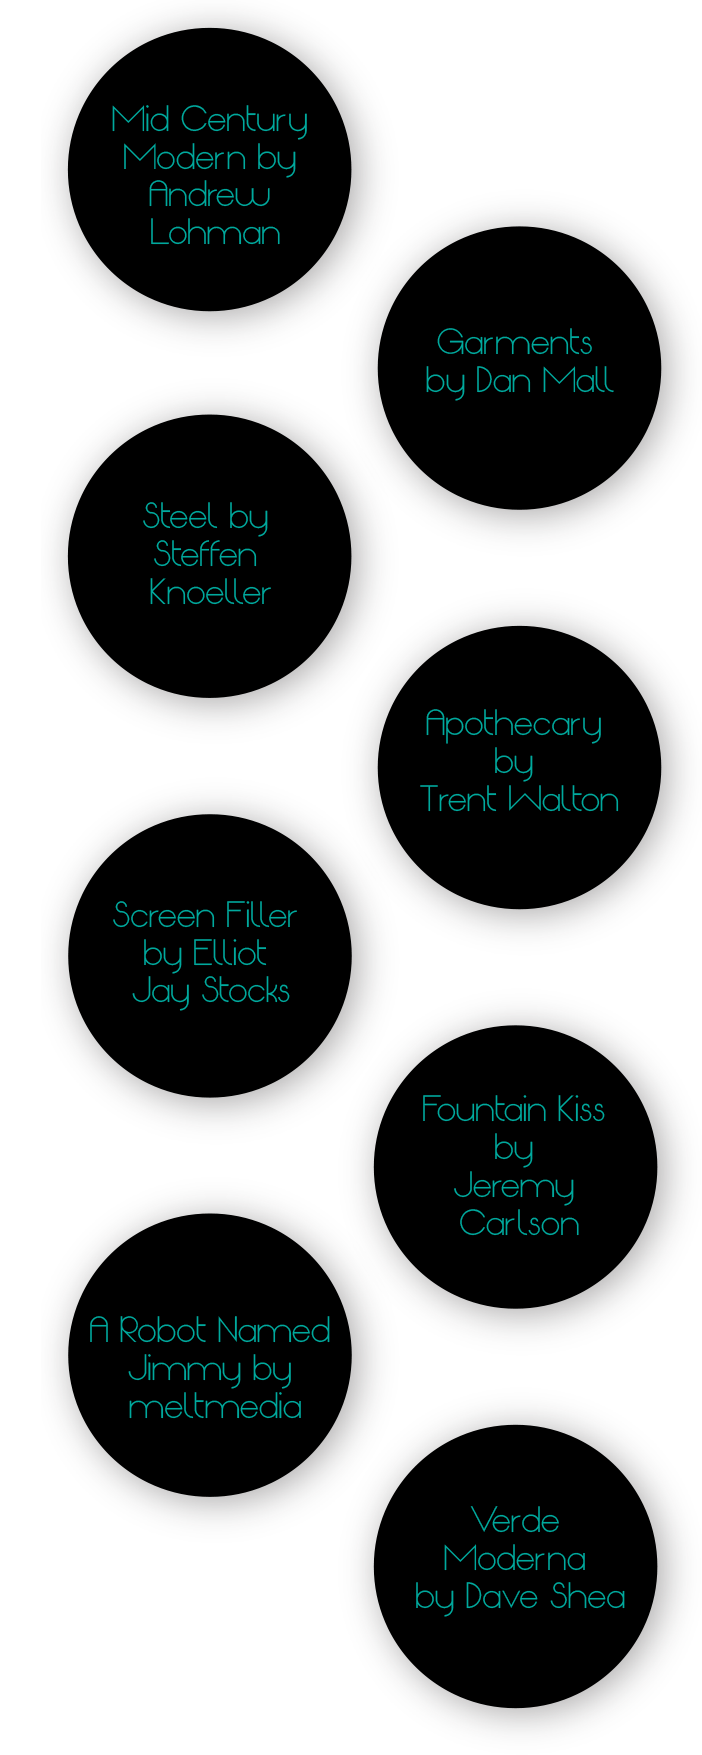 Mid Century
Modern by
Andrew
Lohman
Garments
by Dan Mall
Steel by
Steffen
Knoeller
Apothecary
by
Trent Walton
Screen Filler
by Elliot
Jay Stocks
Fountain Kiss
by
Jeremy
Carlson
A Robot Named
Jimmy by
meltmedia
Verde
Moderna
by Dave Shea